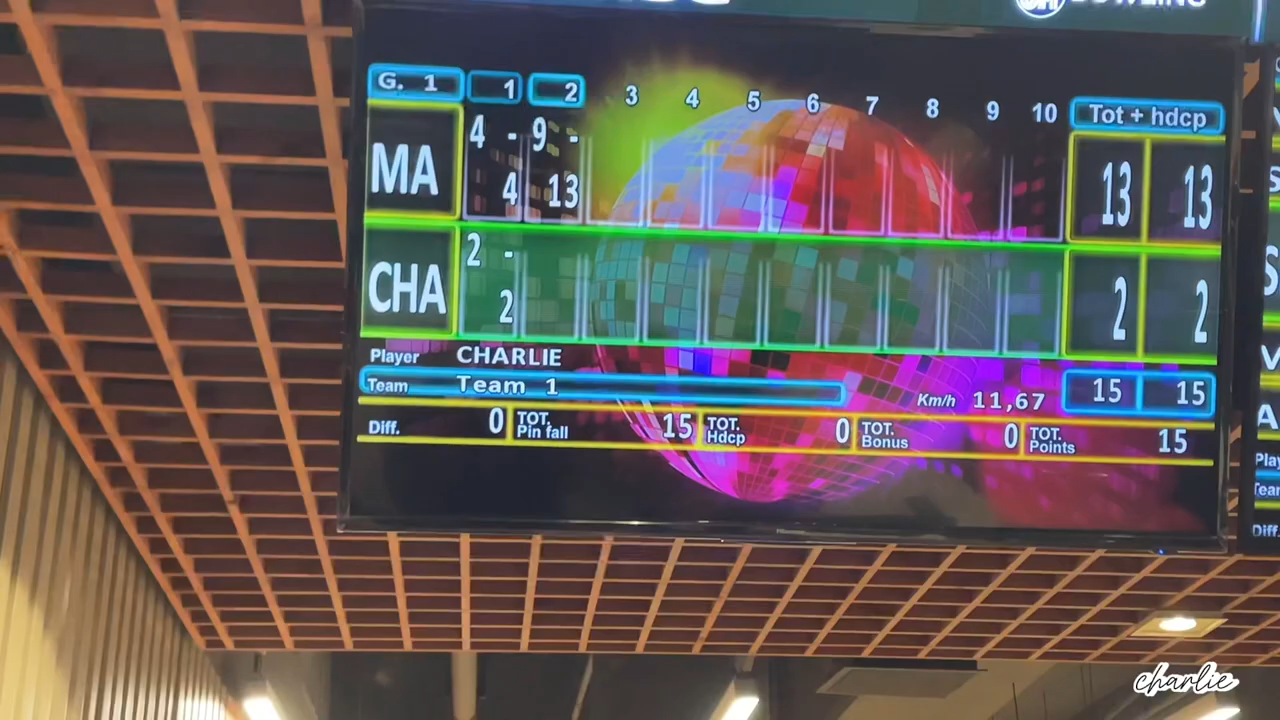 BOWLING
G. 1 1 2 3 4 5 6 7 8 9 10 Tot + hdcp
MA 4 - 9 - 13 13
4 13
CHA 2 - 2 2
2
Player CHARLIE
Team Team 1 Km/h 11,67 15 15
Diff. 0 TOT. Pin fall 15 TOT. Hdcp 0 TOT. Bonus 0 TOT. Points 15
charlie